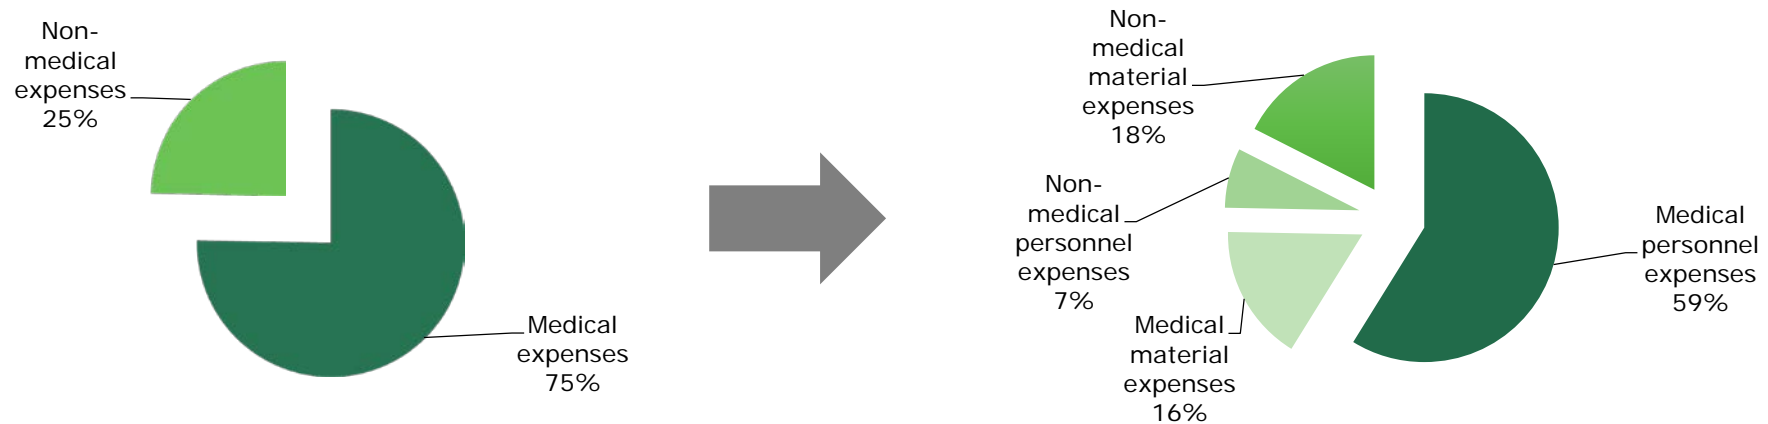 Non-
medical
expenses
25%
Medical
expenses
75%
Non-
medical
material
expenses
18%
Non-
medical
personnel
expenses
7%
Medical
material
expenses
16%
Medical
personnel
expenses
59%